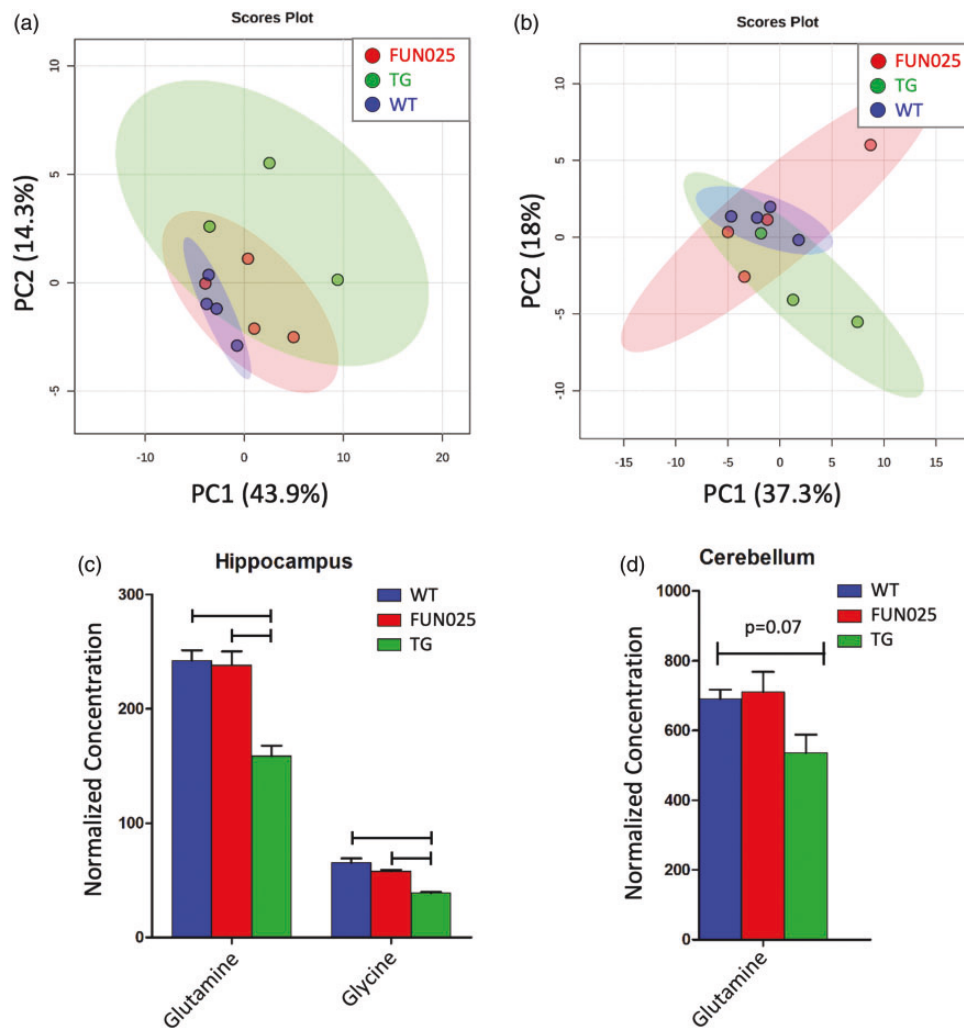 (a)
Scores Plot
FUN025
TG
WT
PC2 (14.3%)
10
5
0
-5
-10
0
10
20
PC1 (43.9%)
(b)
Scores Plot
FUN025
TG
WT
PC2 (18%)
10
5
0
-5
-10
-15
-10
-5
0
5
10
15
PC1 (37.3%)
(c)
Hippocampus
WT
FUN025
TG
Normalized Concentration
300
200
100
0
Glutamine
Glycine
(d)
Cerebellum
WT
FUN025
TG
p=0.07
Normalized Concentration
1000
800
600
400
200
0
Glutamine